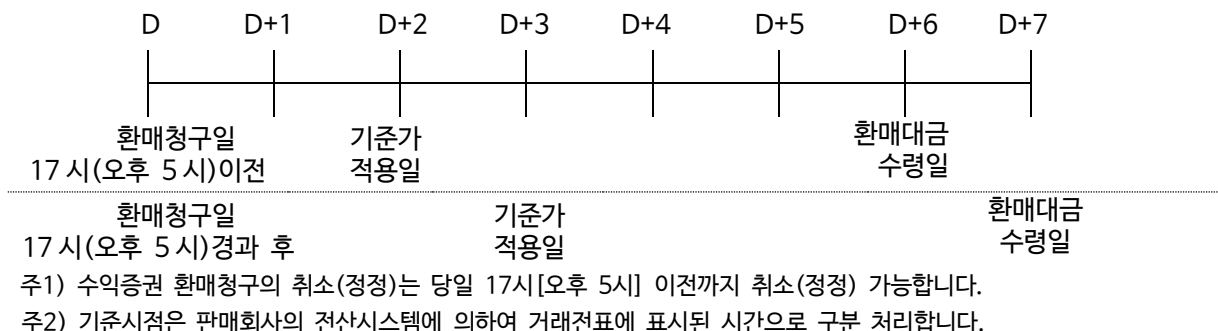 D D+1 D+2 D+3 D+4 D+5 D+6 D+7
환매청구일 기준가 환매대금
17시(오후 5시)이전 적용일 수령일
환매청구일 기준가 환매대금
17시(오후 5시)경과 후 적용일 수령일
주1) 수익증권 환매청구의 취소(정정)는 당일 17시[오후 5시] 이전까지 취소(정정) 가능합니다.
주2) 기준시점은 판매회사의 전산시스템에 의하여 거래전표에 표시된 시간으로 구분 처리합니다.